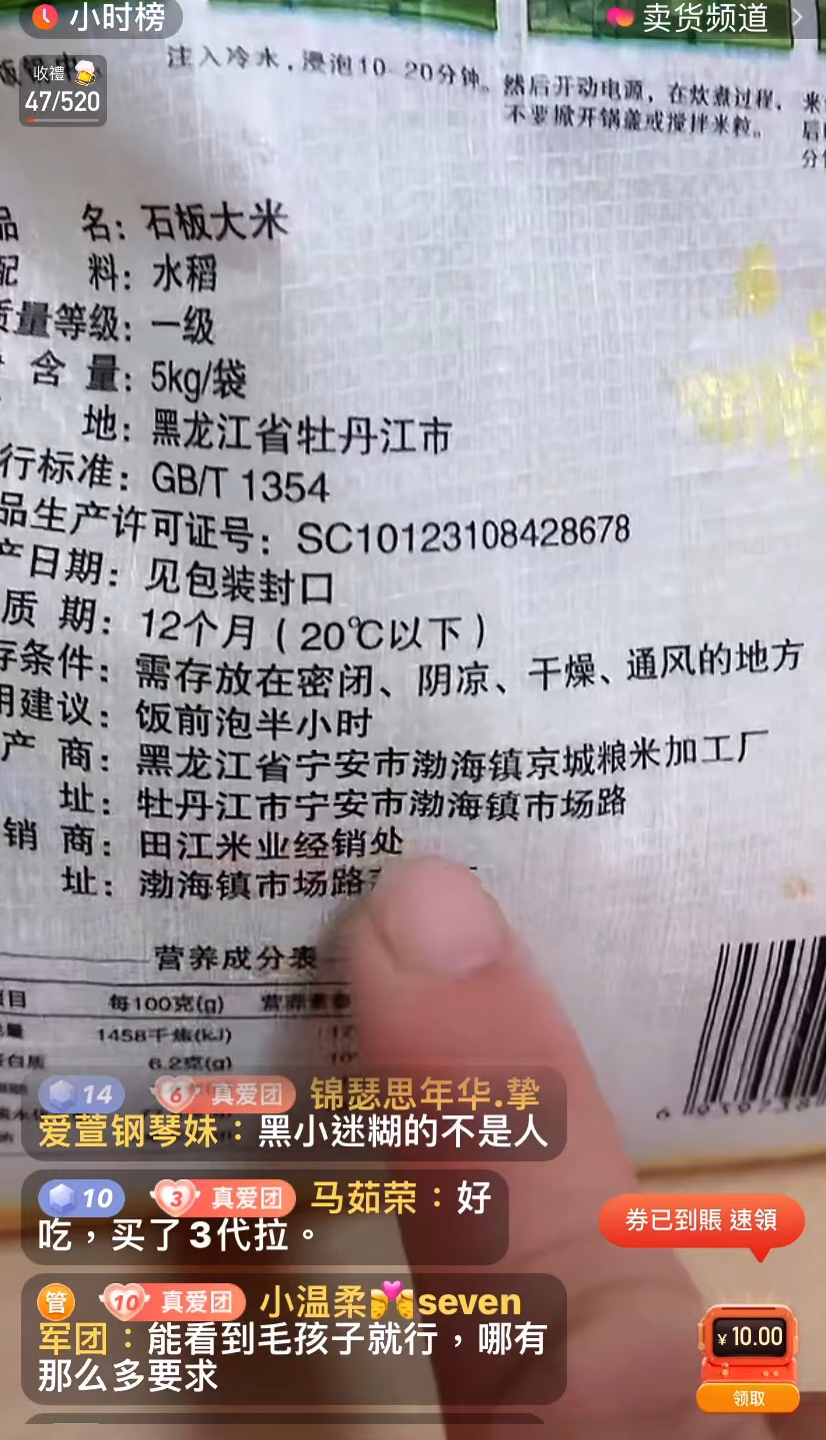 小时榜
卖货频道
收禮
47/520
注入冷水，浸泡10-20分钟。
然后开动电源，在炊煮过程，
不要掀开锅盖或搅拌米粒。
名：石板大米
料：水稻
质量等级：一级
含量：5kg/袋
地：黑龙江省牡丹江市
行标准：GB/T 1354
品生产许可证号：SC10123108428678
产日期：见包装封口
质期：12个月（20℃以下）
存条件：需存放在密闭、阴凉、干燥、通风的地方
用建议：饭前泡半小时
产商：黑龙江省宁安市渤海镇京城粮米加工厂
址：牡丹江市宁安市渤海镇市场路
销商：田江米业经销处
址：渤海镇市场路
营养成分表
每100克(g)
1458千焦(kJ)
6.2克(g)
14 6 真爱团 锦瑟思年华.挚
爱萱钢琴妹：黑小迷糊的不是人
10 3 真爱团 马茹荣：好
吃，买了3代拉。
管 10 真爱团 小温柔seven
军团：能看到毛孩子就行，哪有
那么多要求
券已到賬 速領
¥10.00
领取